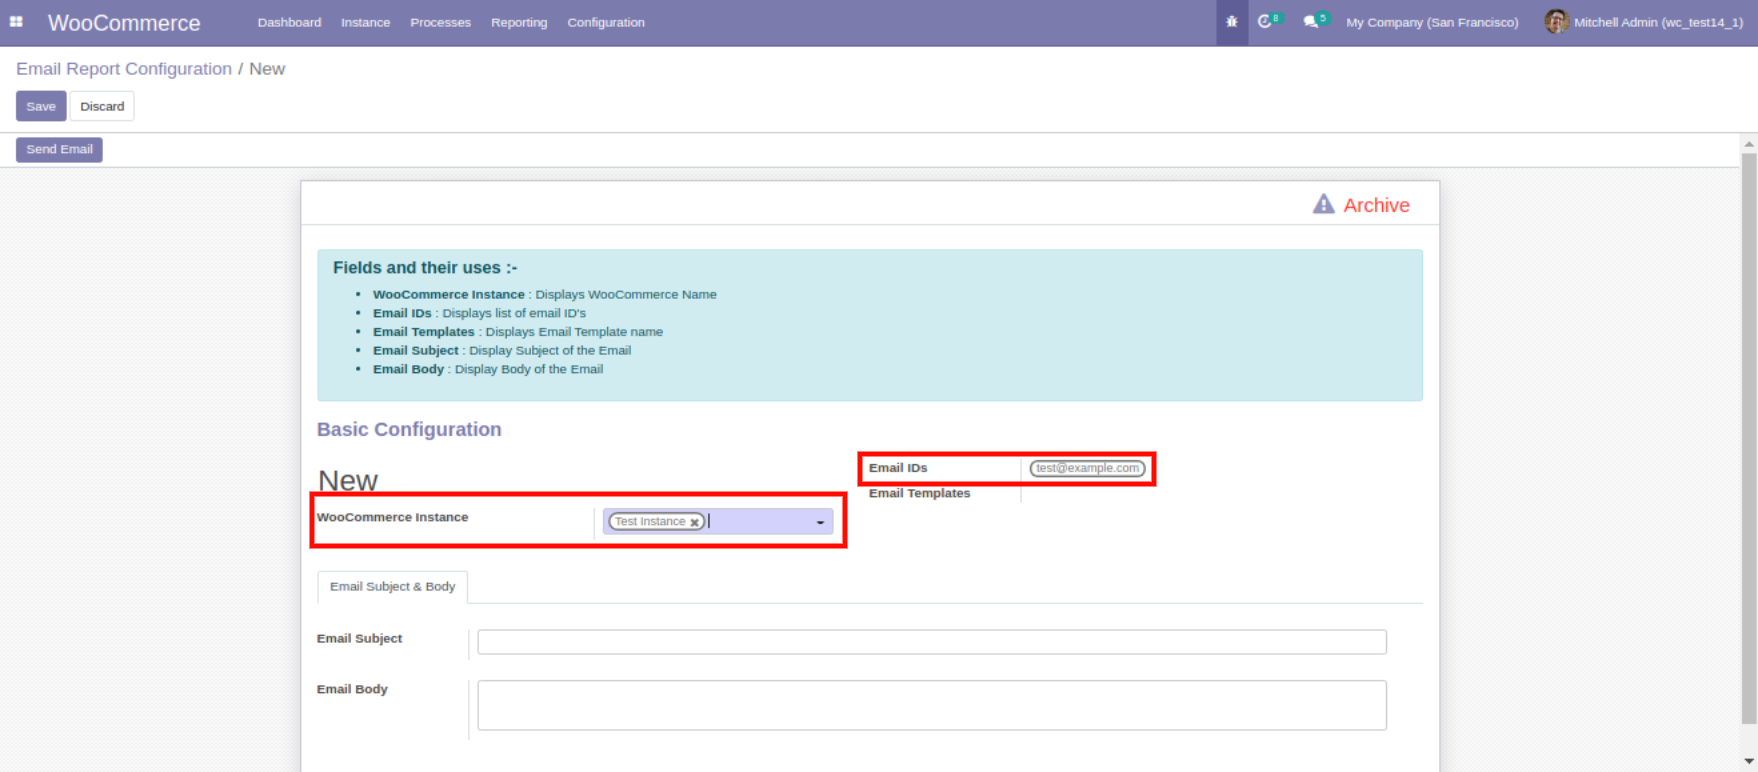 WooCommerce Dashboard Instance Processes Reporting Configuration 8 5 My Company (San Francisco) Mitchell Admin (wc_test14_1)
Email Report Configuration / New
Save Discard
Send Email
Archive
Fields and their uses :-
• WooCommerce Instance : Displays WooCommerce Name
• Email IDs : Displays list of email ID's
• Email Templates : Displays Email Template name
• Email Subject : Display Subject of the Email
• Email Body : Display Body of the Email
Basic Configuration
New
Email IDs test@example.com
Email Templates
WooCommerce Instance Test Instance
Email Subject & Body
Email Subject
Email Body